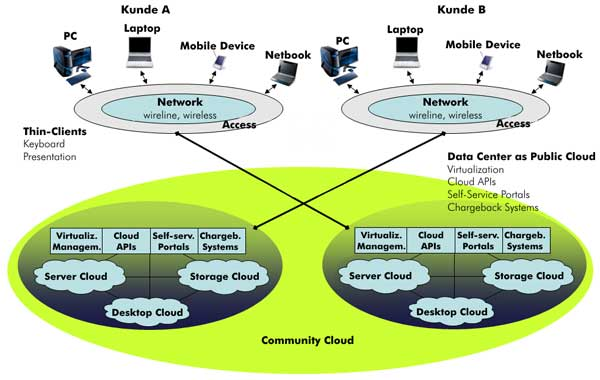 Kunde A
Kunde B
PC
Laptop
Mobile Device
Netbook
PC
Laptop
Mobile Device
Netbook
Network
wireline, wireless
Access
Network
wireline, wireless
Access
Thin-Clients
Keyboard
Presentation
Data Center as Public Cloud
Virtualization
Cloud APIs
Self-Service Portals
Chargeback Systems
Virtualiz.
Managem.
Cloud
APIs
Self-serv.
Portals
Chargeb.
Systems
Server Cloud
Storage Cloud
Desktop Cloud
Virtualiz.
Managem.
Cloud
APIs
Self-serv.
Portals
Chargeb.
Systems
Server Cloud
Storage Cloud
Desktop Cloud
Community Cloud